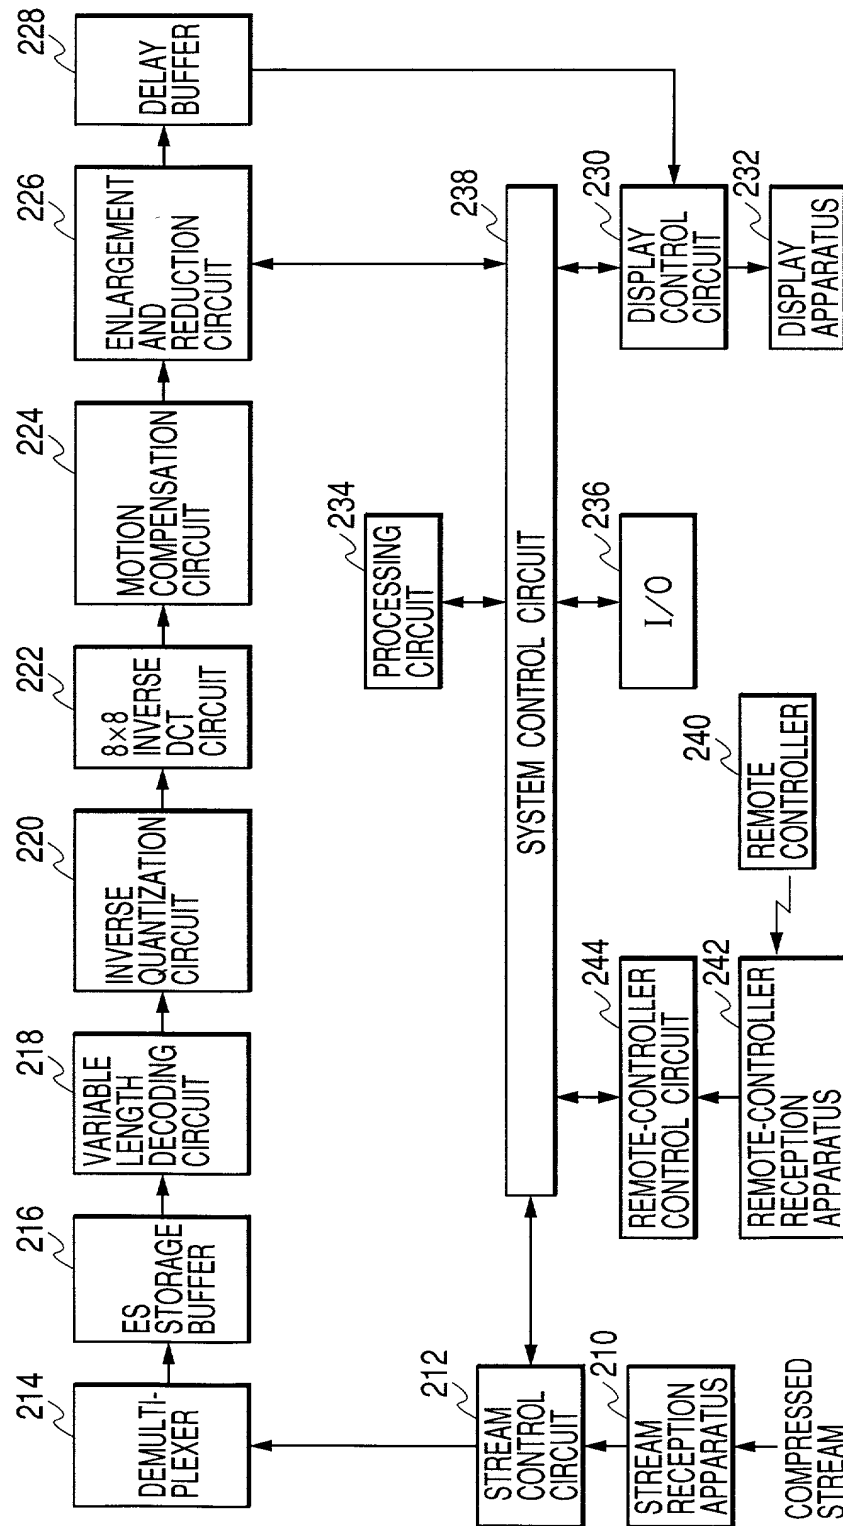 214
DEMULTI-
PLEXER
216
ES
STORAGE
BUFFER
218
VARIABLE
LENGTH
DECODING
CIRCUIT
220
INVERSE
QUANTIZATION
CIRCUIT
222
8×8
INVERSE
DCT
CIRCUIT
224
MOTION
COMPENSATION
CIRCUIT
226
ENLARGEMENT
AND
REDUCTION
CIRCUIT
228
DELAY
BUFFER
234
PROCESSING
CIRCUIT
212
STREAM
CONTROL
CIRCUIT
238
SYSTEM CONTROL CIRCUIT
210
STREAM
RECEPTION
APPARATUS
244
REMOTE-CONTROLLER
CONTROL CIRCUIT
236
I/O
230
DISPLAY
CONTROL
CIRCUIT
242
REMOTE-CONTROLLER
RECEPTION
APPARATUS
240
REMOTE
CONTROLLER
232
DISPLAY
APPARATUS
COMPRESSED
STREAM